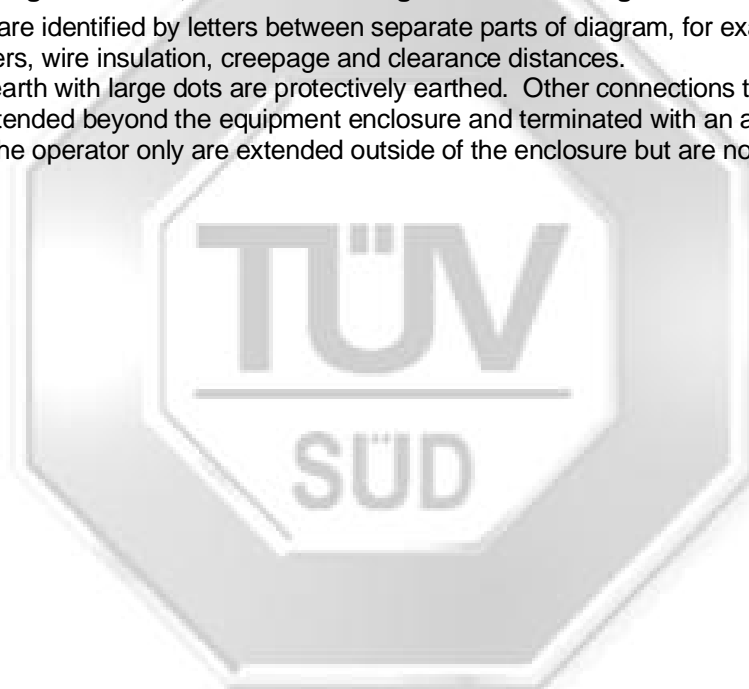 are identified by letters between separate parts of diagram, for exa
ers, wire insulation, creepage and clearance distances.
earth with large dots are protectively earthed. Other connections t
tended beyond the equipment enclosure and terminated with an a
he operator only are extended outside of the enclosure but are no
TÜV
SÜD